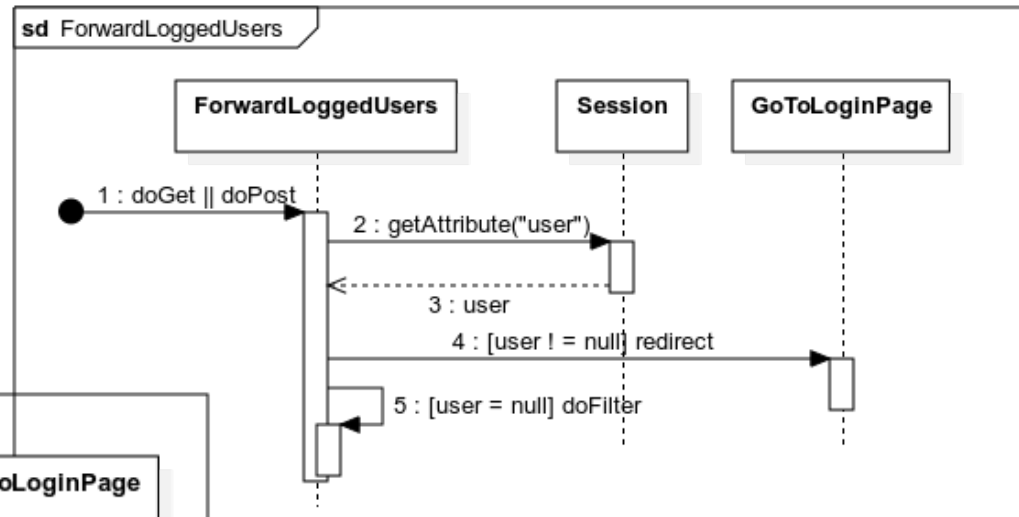 sd ForwardLoggedUsers
ForwardLoggedUsers
Session
GoToLoginPage
1 : doGet || doPost
2 : getAttribute("user")
3 : user
4 : [user ! = null] redirect
5 : [user = null] doFilter
oLoginPage